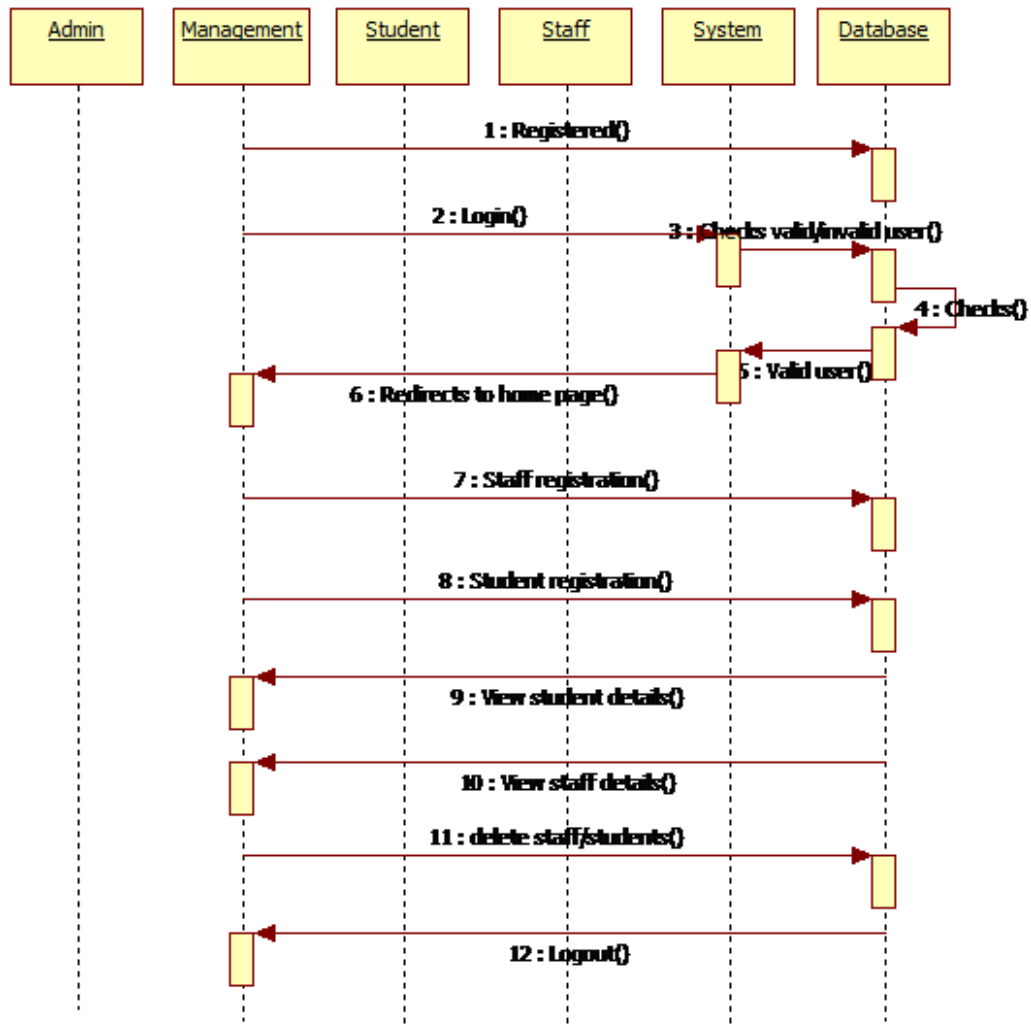 Admin
Management
Student
Staff
System
Database
1 : Registered()
2 : Login()
3 : Checks valid/invalid user()
4 : Checks()
5 : Valid user()
6 : Redirects to home page()
7 : Staff registration()
8 : Student registration()
9 : View student details()
10 : View staff details()
11 : delete staff/students()
12 : Logout()